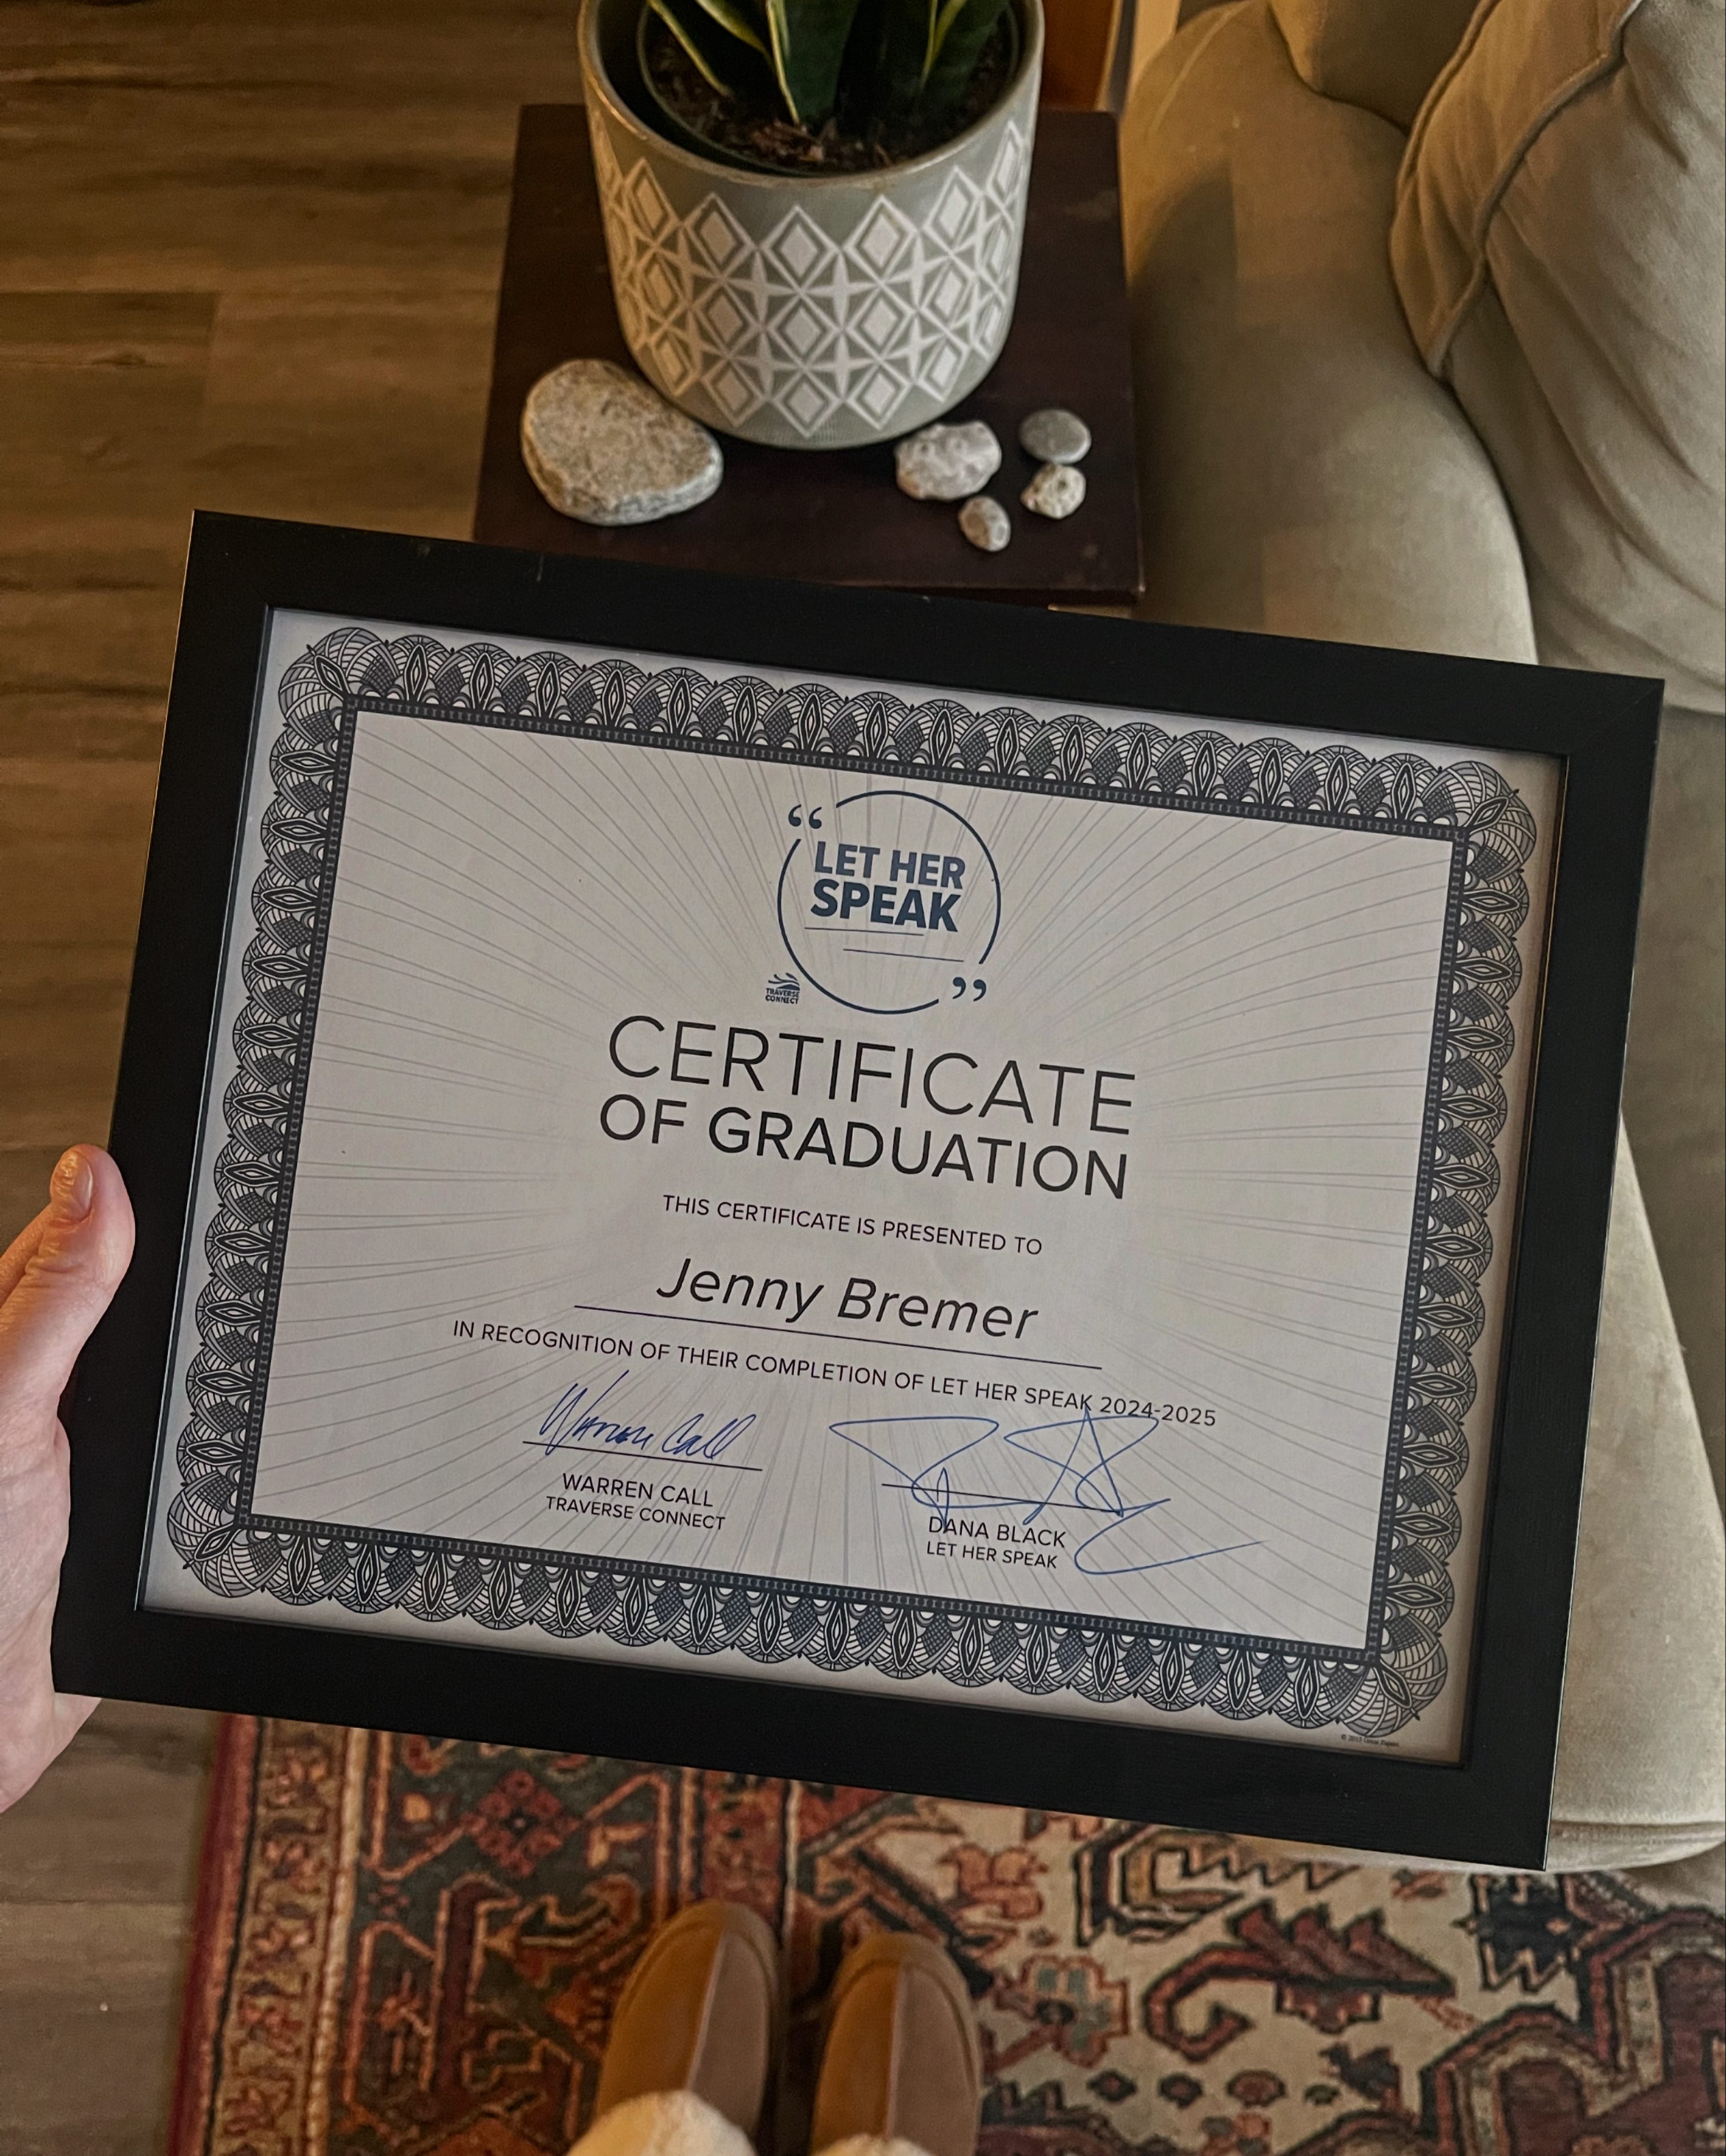 “
LET HER
SPEAK
”
TRAVERSE
CONNECT
CERTIFICATE
OF GRADUATION
THIS CERTIFICATE IS PRESENTED TO
Jenny Bremer
IN RECOGNITION OF THEIR COMPLETION OF LET HER SPEAK 2024-2025
Warren Call
WARREN CALL
TRAVERSE CONNECT
DANA BLACK
LET HER SPEAK